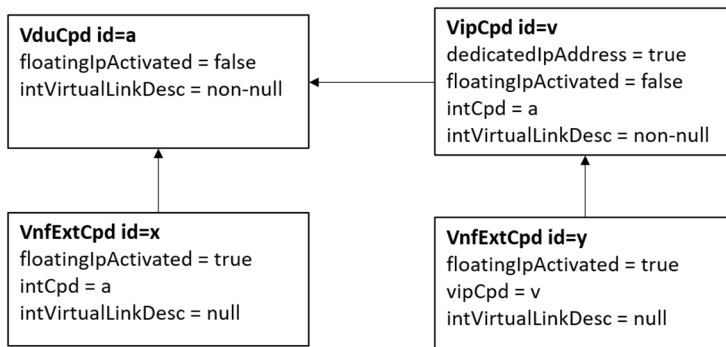 VduCpd id=a
floatingIpActivated = false
intVirtualLinkDesc = non-null
VipCpd id=v
dedicatedIpAddress = true
floatingIpActivated = false
intCpd = a
intVirtualLinkDesc = non-null
VnfExtCpd id=x
floatingIpActivated = true
intCpd = a
intVirtualLinkDesc = null
VnfExtCpd id=y
floatingIpActivated = true
vipCpd = v
intVirtualLinkDesc = null